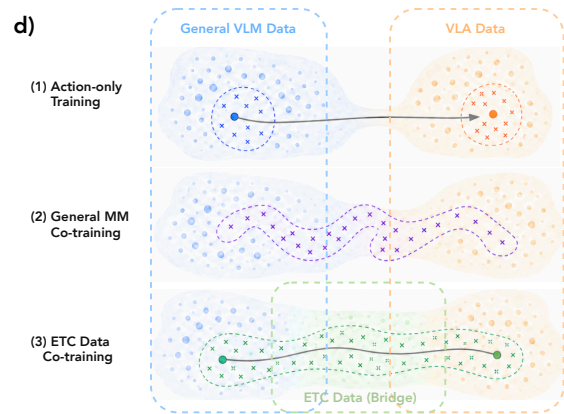 d)
General VLM Data
VLA Data
(1) Action-only
Training
(2) General MM
Co-training
(3) ETC Data
Co-training
ETC Data (Bridge)